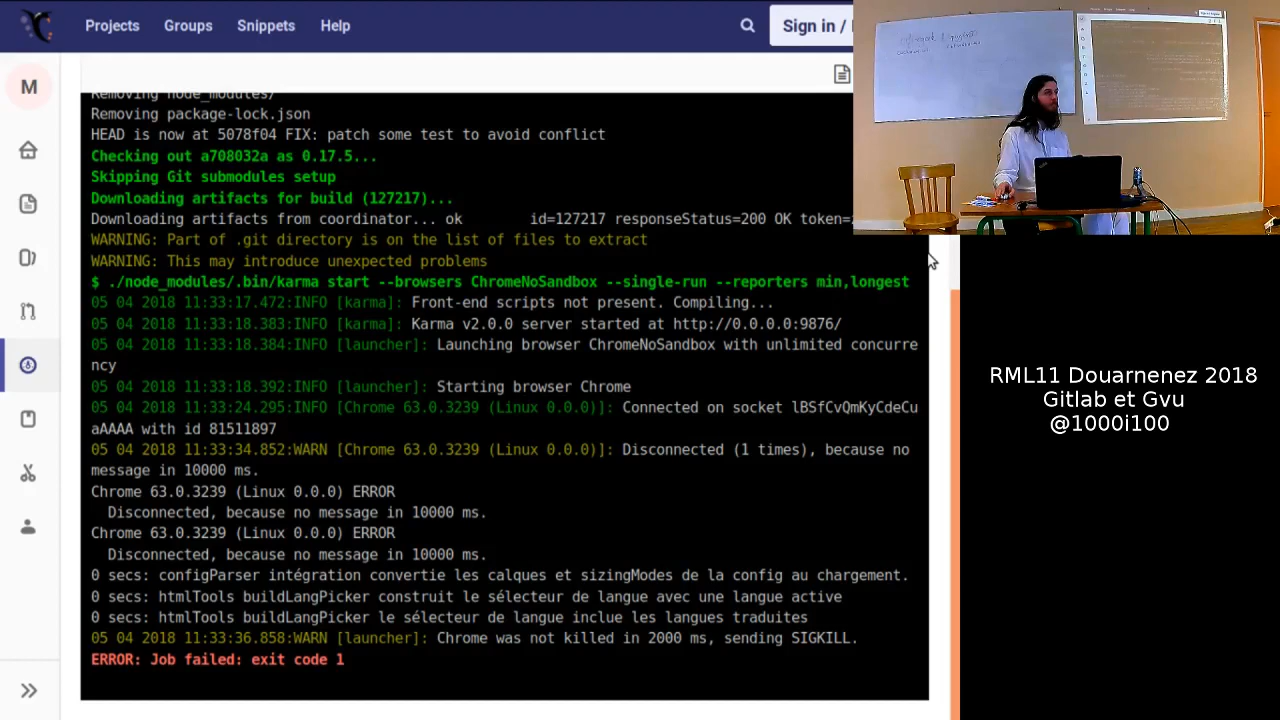 Projects Groups Snippets Help
Sign in /
M
Removing node_modules/
Removing package-lock.json
HEAD is now at 5078f04 FIX: patch some test to avoid conflict
Checking out a708032a as 0.17.5...
Skipping Git submodules setup
Downloading artifacts for build (127217)...
Downloading artifacts from coordinator... ok id=127217 responseStatus=200 OK token=
WARNING: Part of .git directory is on the list of files to extract
WARNING: This may introduce unexpected problems
$ ./node_modules/.bin/karma start --browsers ChromeNoSandbox --single-run --reporters min,longest
05 04 2018 11:33:17.472:INFO [karma]: Front-end scripts not present. Compiling...
05 04 2018 11:33:18.383:INFO [karma]: Karma v2.0.0 server started at http://0.0.0.0:9876/
05 04 2018 11:33:18.384:INFO [launcher]: Launching browser ChromeNoSandbox with unlimited concurre
ncy
05 04 2018 11:33:18.392:INFO [launcher]: Starting browser Chrome
05 04 2018 11:33:24.295:INFO [Chrome 63.0.3239 (Linux 0.0.0)]: Connected on socket lBSfCvQmKyCdeCu
aAAAA with id 81511897
05 04 2018 11:33:34.852:WARN [Chrome 63.0.3239 (Linux 0.0.0)]: Disconnected (1 times), because no
message in 10000 ms.
Chrome 63.0.3239 (Linux 0.0.0) ERROR
Disconnected, because no message in 10000 ms.
Chrome 63.0.3239 (Linux 0.0.0) ERROR
Disconnected, because no message in 10000 ms.
0 secs: configParser intégration convertie les calques et sizingModes de la config au chargement.
0 secs: htmlTools buildLangPicker construit le sélecteur de langue avec une langue active
0 secs: htmlTools buildLangPicker le sélecteur de langue inclue les langues traduites
05 04 2018 11:33:36.858:WARN [launcher]: Chrome was not killed in 2000 ms, sending SIGKILL.
ERROR: Job failed: exit code 1
RML11 Douarnenez 2018
Gitlab et Gvu
@1000i100